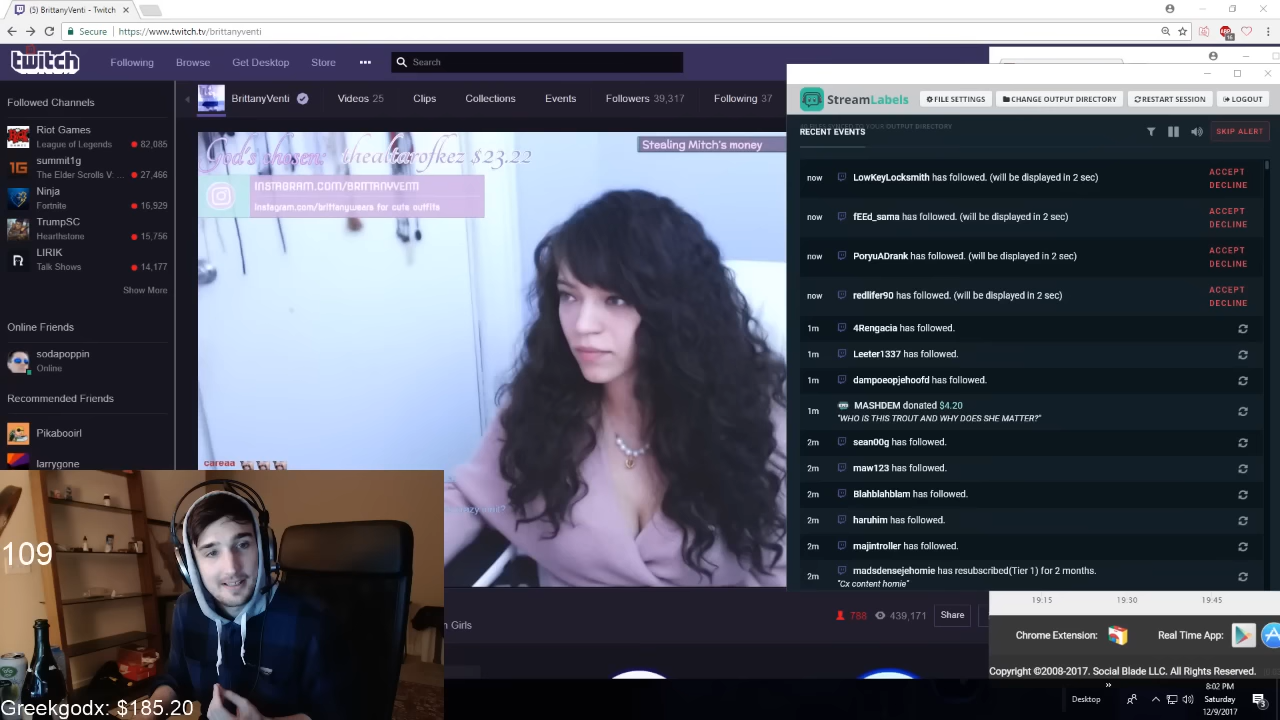 (5) BrittanyVenti - Twitch
Secure
https://www.twitch.tv/brittanyventi
twitch
Following
Browse
Get Desktop
Store
Search
Followed Channels
Riot Games
League of Legends
82,085
summit1g
The Elder Scrolls V: ...
27,466
Ninja
Fortnite
16,929
TrumpSC
Hearthstone
15,756
LIRIK
Talk Shows
14,177
Show More
Online Friends
sodapoppin
Online
Recommended Friends
Pikabooirl
larrygone
BrittanyVenti
Videos 25
Clips
Collections
Events
Followers 39,317
Following 37
God's chosen: thealtarofkez $23.22
Stealing Mitch's money
INSTAGRAM.COM/BRITTANYVENTI
instagram.com/brittanywears for cute outfits
careaa
StreamLabels
FILE SETTINGS
CHANGE OUTPUT DIRECTORY
RESTART SESSION
LOGOUT
RECENT EVENTS
SKIP ALERT
now LowKeyLocksmith has followed. (will be displayed in 2 sec) ACCEPT DECLINE
now fEEd_sama has followed. (will be displayed in 2 sec) ACCEPT DECLINE
now PoryuADrank has followed. (will be displayed in 2 sec) ACCEPT DECLINE
now redlifer90 has followed. (will be displayed in 2 sec) ACCEPT DECLINE
1m 4Rengacia has followed.
1m Leeter1337 has followed.
1m dampoeopjehoofd has followed.
1m MASHDEM donated $4.20
"WHO IS THIS TROUT AND WHY DOES SHE MATTER?"
2m sean00g has followed.
2m maw123 has followed.
2m Blahblahblam has followed.
2m haruhim has followed.
2m majintroller has followed.
2m madsdensejehomie has resubscribed(Tier 1) for 2 months.
"Cx content homie"
109
Greekgodx: $185.20
Girls
788
439,171
Share
19:15
19:30
19:45
Chrome Extension:
Real Time App:
Copyright ©2008-2017. Social Blade LLC. All Rights Reserved.
Desktop
8:02 PM
Saturday
12/9/2017
3